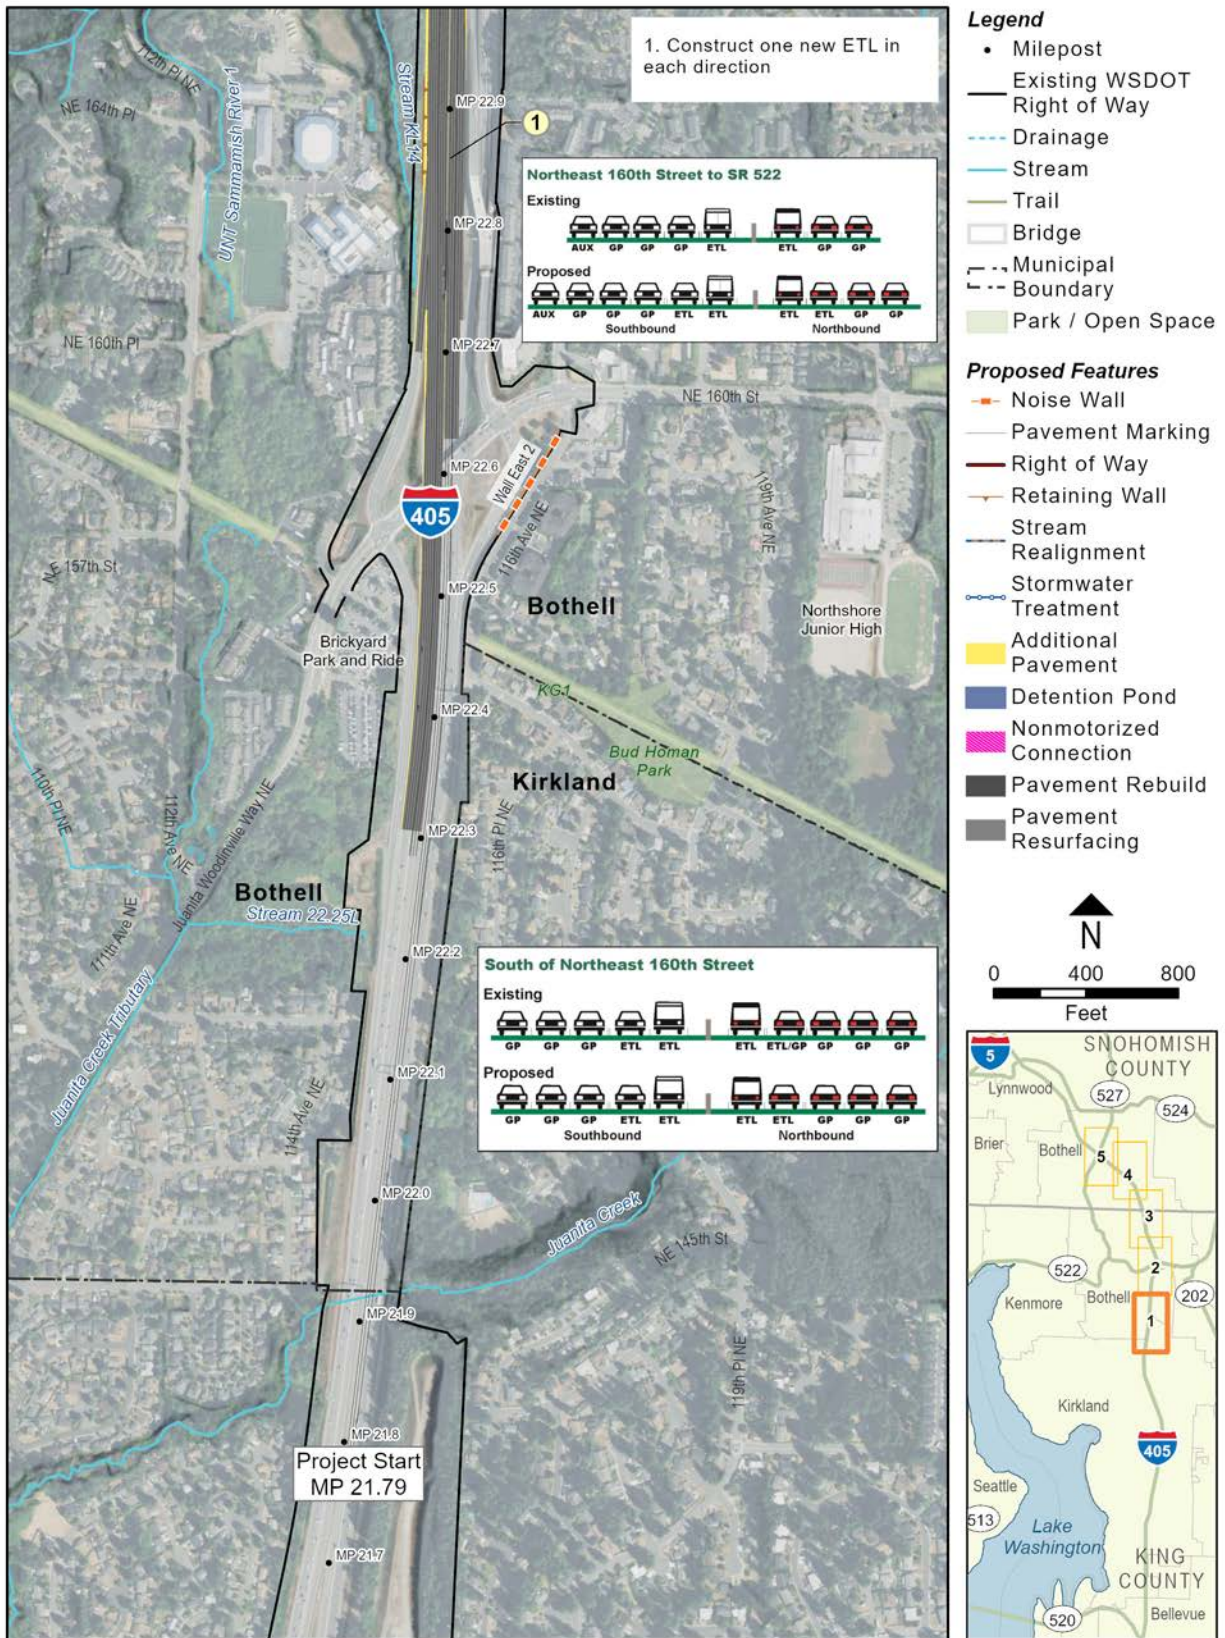 1. Construct one new ETL in
each direction
112th Pl NE
NE 164th Pl
UNT Sammamish River 1
Stream KL14
MP 22.9
1
Northeast 160th Street to SR 522
Existing
AUX GP GP GP ETL ETL GP GP
Proposed
AUX GP GP GP ETL ETL ETL ETL GP GP
Southbound Northbound
MP 22.8
MP 22.7
NE 160th Pl
NE 160th St
MP 22.6
Wall East 2
405
116th Ave NE
119th Ave NE
NE 157th St
MP 22.5
Bothell
Northshore
Junior High
Brickyard
Park and Ride
KG1
MP 22.4
Bud Homan
Park
Kirkland
110th Pl NE
112th Ave NE
Juanita Woodinville Way NE
MP 22.3
116th Pl NE
Bothell
Stream 22.25L
111th Ave NE
MP 22.2
South of Northeast 160th Street
Existing
GP GP GP ETL ETL ETL ETL/GP GP GP GP
Proposed
GP GP GP ETL ETL ETL ETL GP GP GP
Southbound Northbound
Juanita Creek Tributary
114th Ave NE
MP 22.1
MP 22.0
Juanita Creek
NE 145th St
MP 21.9
119th Pl NE
MP 21.8
Project Start
MP 21.79
MP 21.7
Legend
Milepost
Existing WSDOT
Right of Way
Drainage
Stream
Trail
Bridge
Municipal
Boundary
Park / Open Space
Proposed Features
Noise Wall
Pavement Marking
Right of Way
Retaining Wall
Stream
Realignment
Stormwater
Treatment
Additional
Pavement
Detention Pond
Nonmotorized
Connection
Pavement Rebuild
Pavement
Resurfacing
N
0 400 800
Feet
5
SNOHOMISH
COUNTY
Lynnwood
527
524
Brier
Bothell
5
4
3
2
522
Bothell
202
Kenmore
1
Kirkland
405
Seattle
513
Lake
Washington
KING
COUNTY
520
Bellevue